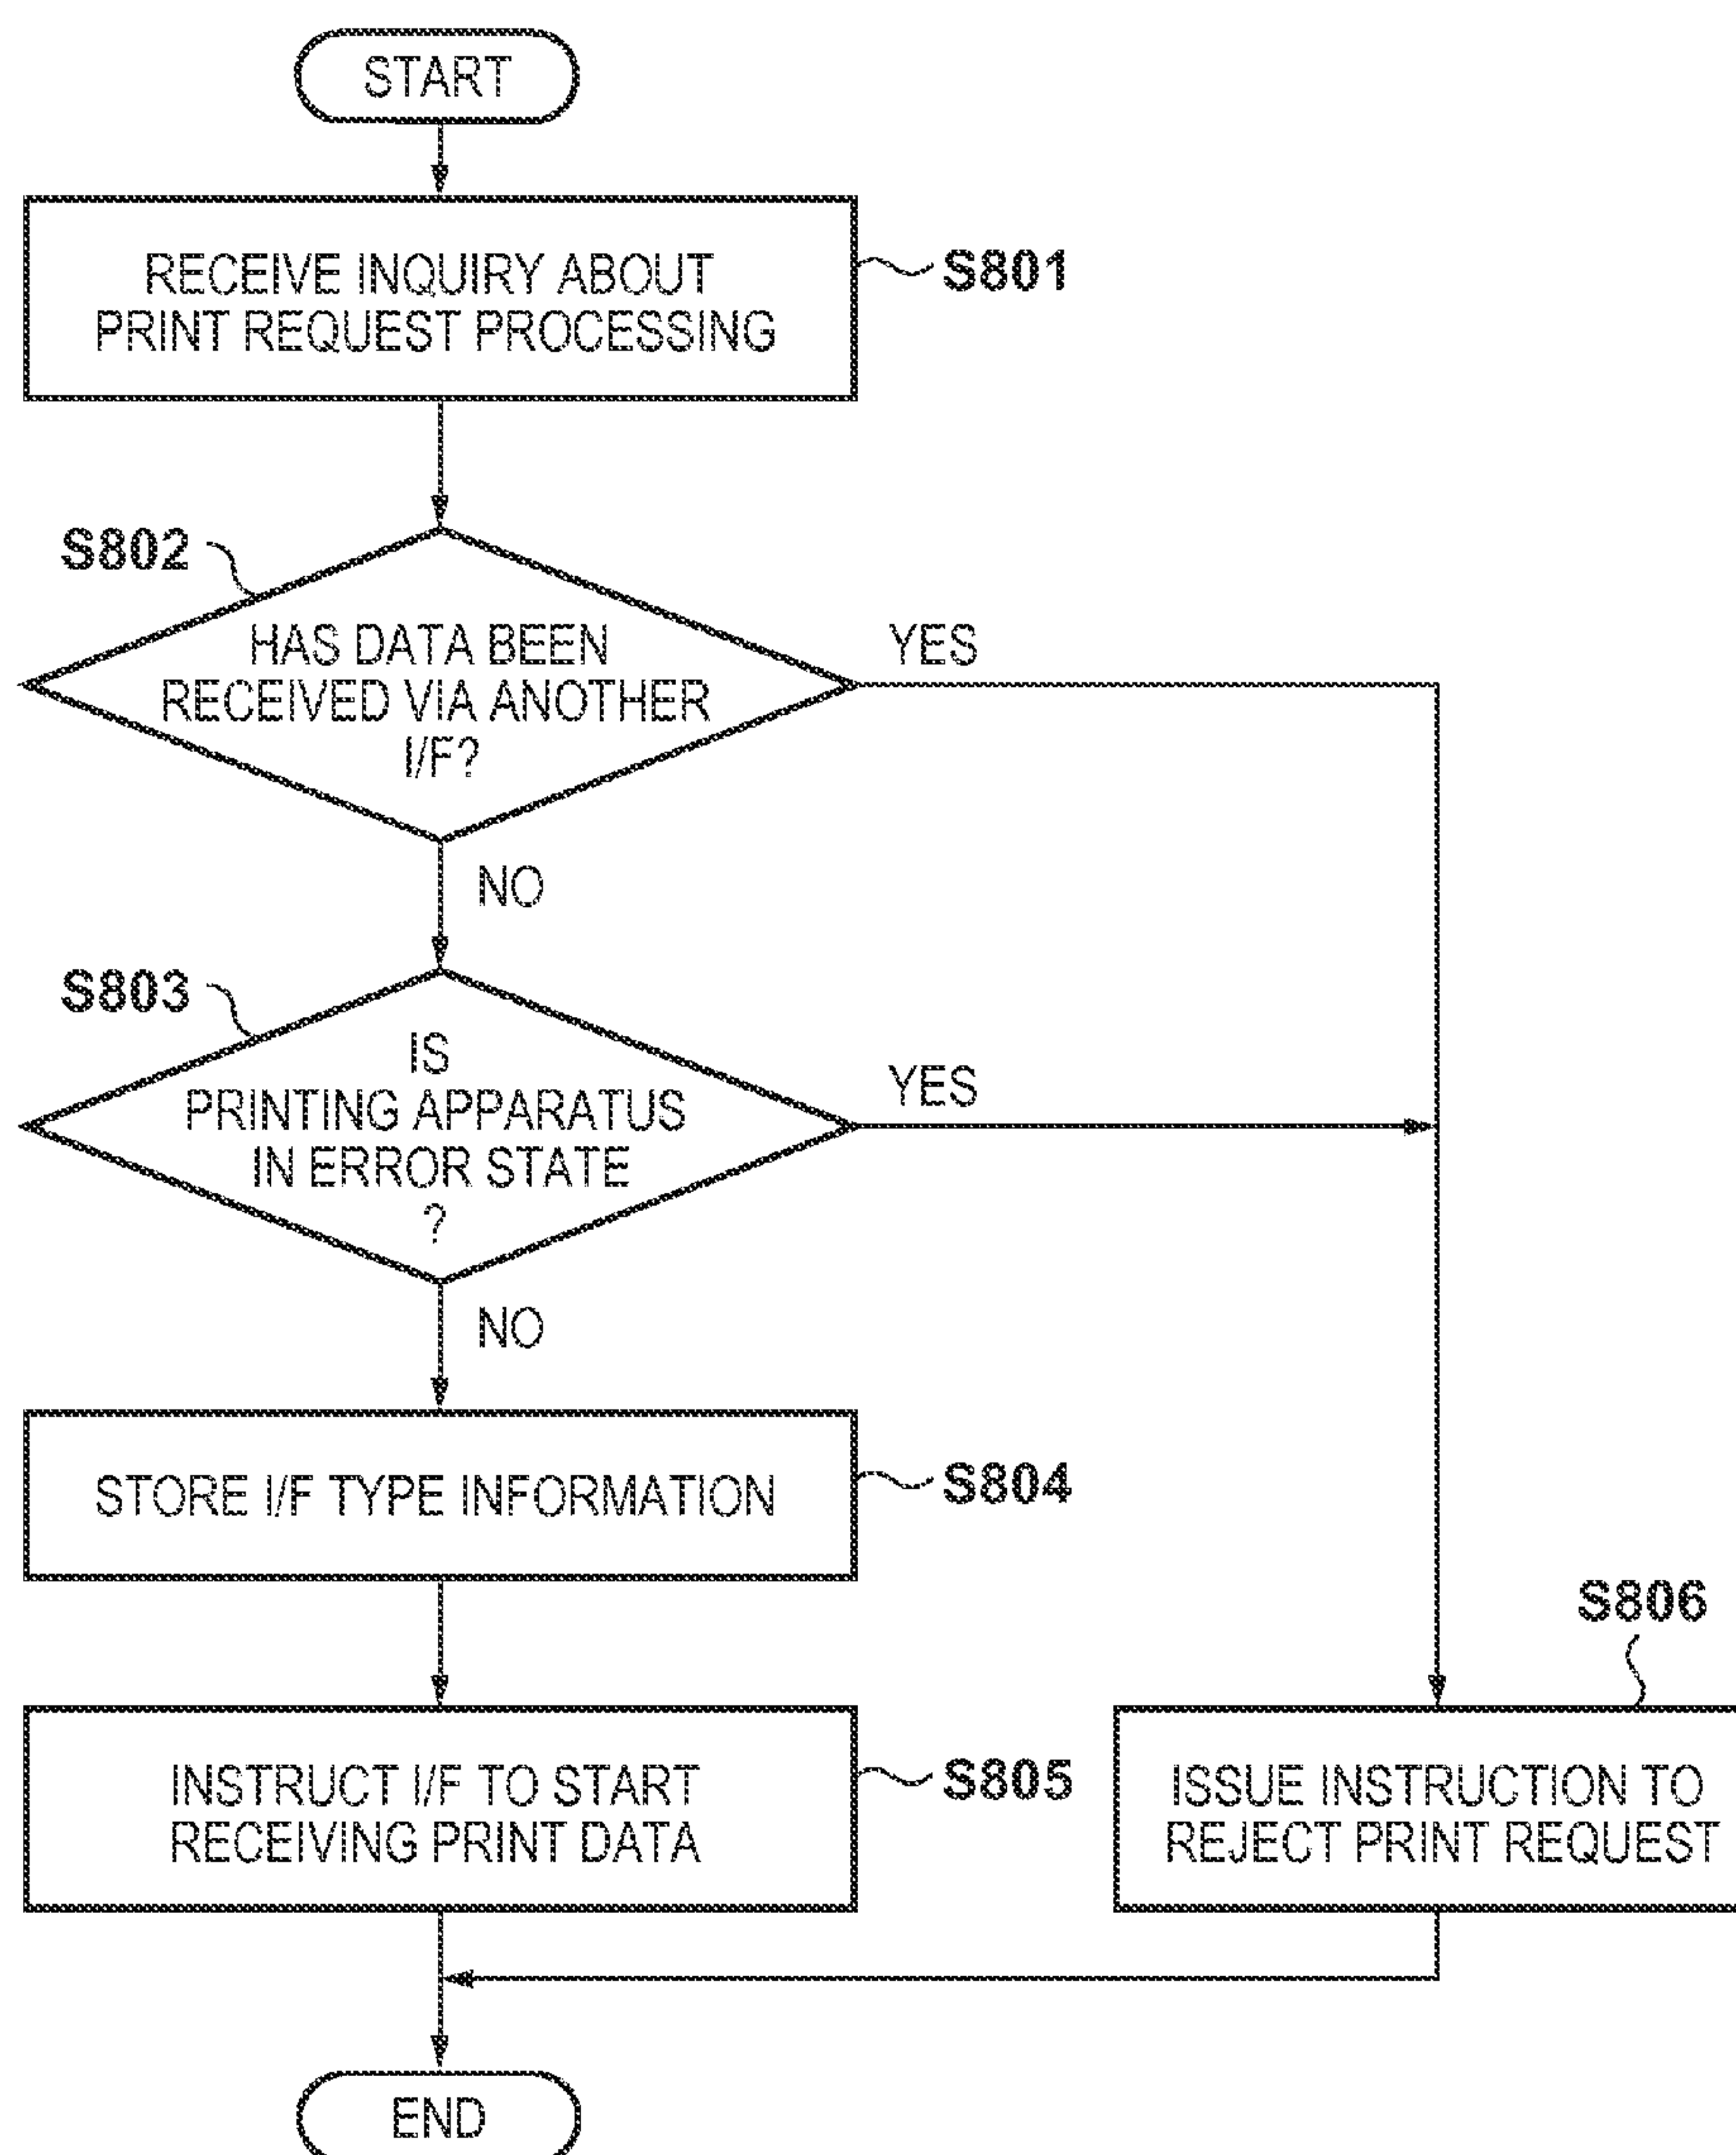 START
RECEIVE INQUIRY ABOUT
PRINT REQUEST PROCESSING
S801
S802
HAS DATA BEEN
RECEIVED VIA ANOTHER
I/F?
YES
NO
S803
IS
PRINTING APPARATUS
IN ERROR STATE
?
YES
NO
STORE I/F TYPE INFORMATION
S804
INSTRUCT I/F TO START
RECEIVING PRINT DATA
S805
S806
ISSUE INSTRUCTION TO
REJECT PRINT REQUEST
END